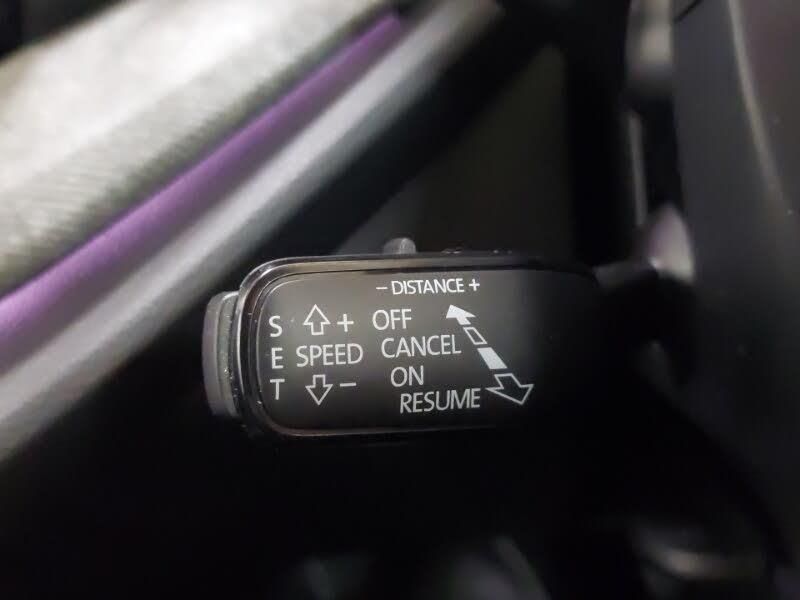 - DISTANCE +
S
E
T
+
SPEED
-
OFF
CANCEL
ON
RESUME